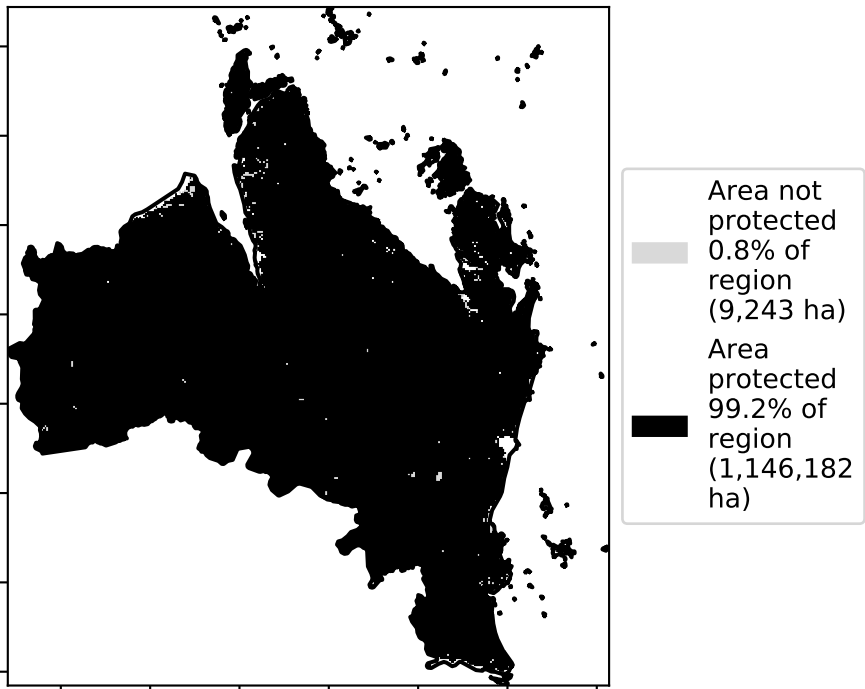 Area not
protected
0.8% of
region
(9,243 ha)
Area
protected
99.2% of
region
(1,146,182
ha)